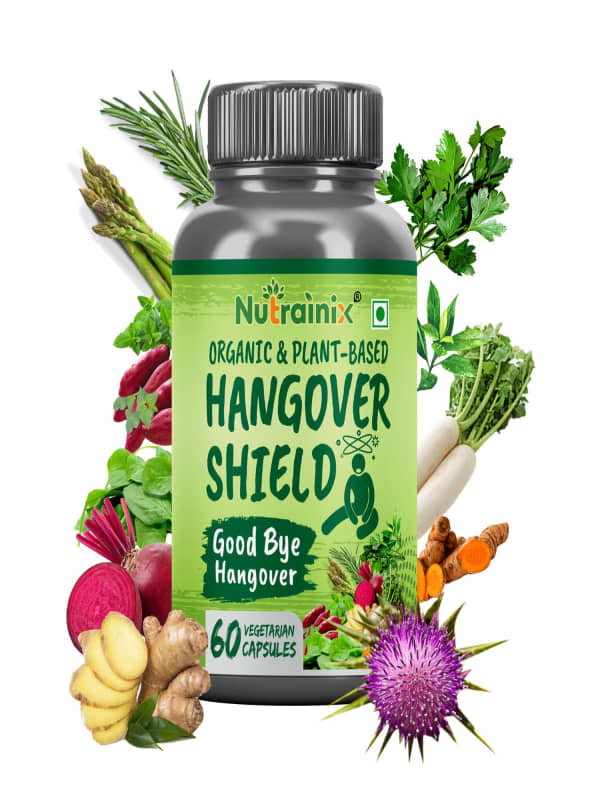 Nutrainix®
ORGANIC & PLANT-BASED
HANGOVER
SHIELD
Good Bye
Hangover
60 VEGETARIAN
CAPSULES